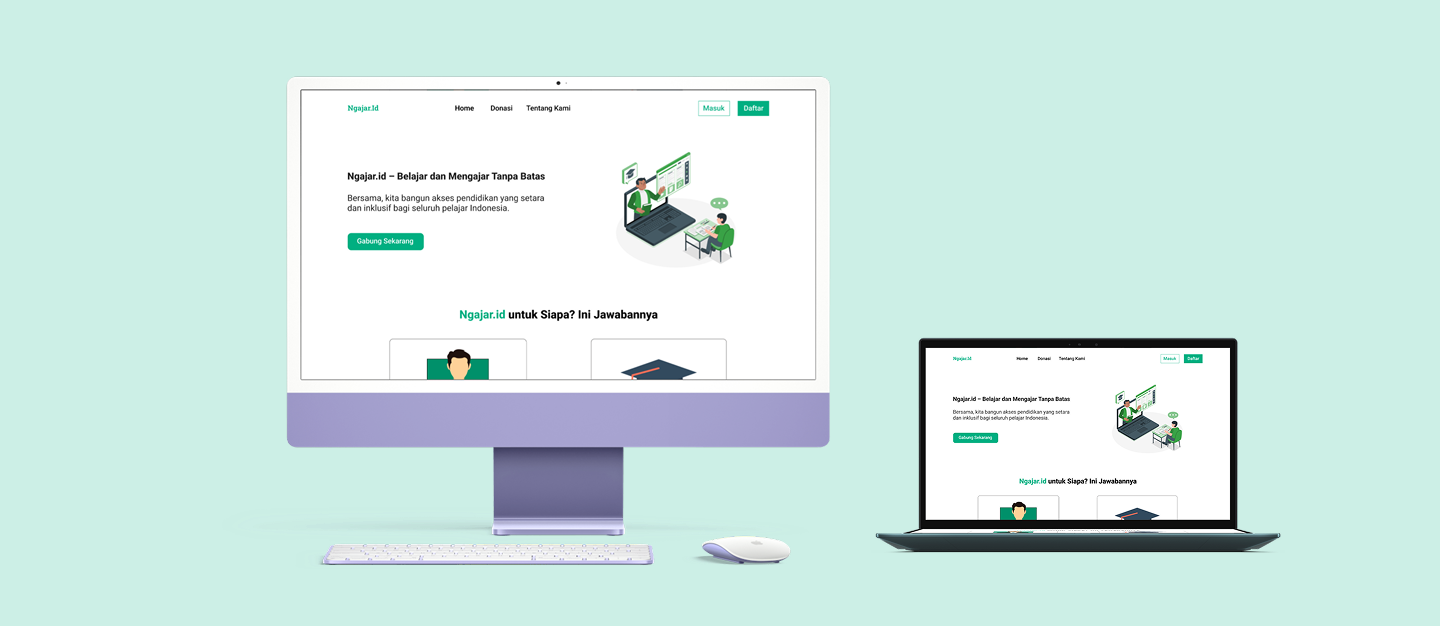 Ngajar.Id
Home
Donasi
Tentang Kami
Masuk
Daftar
Ngajar.id – Belajar dan Mengajar Tanpa Batas
Bersama, kita bangun akses pendidikan yang setara
dan inklusif bagi seluruh pelajar Indonesia.
Gabung Sekarang
Ngajar.id untuk Siapa? Ini Jawabannya
Ngajar.Id
Home
Donasi
Tentang Kami
Masuk
Daftar
Ngajar.id – Belajar dan Mengajar Tanpa Batas
Bersama, kita bangun akses pendidikan yang setara
dan inklusif bagi seluruh pelajar Indonesia.
Gabung Sekarang
Ngajar.id untuk Siapa? Ini Jawabannya